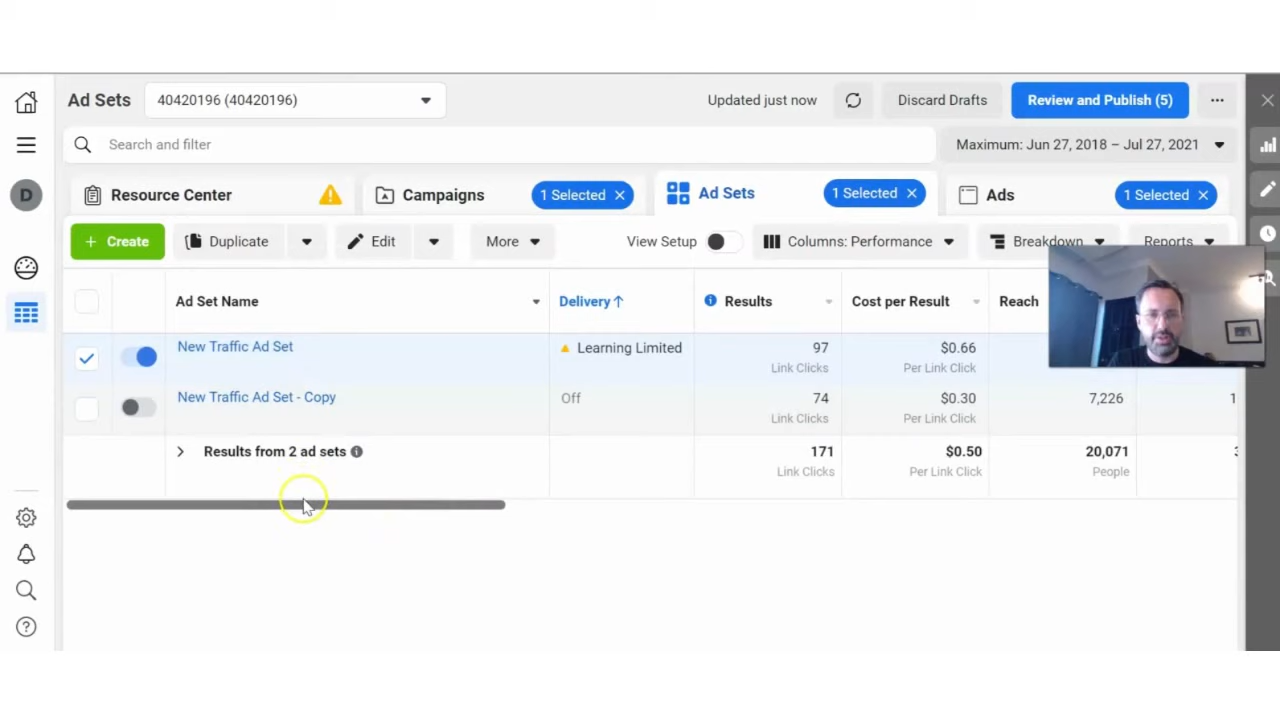 Ad Sets
40420196 (40420196)
Updated just now
Discard Drafts
Review and Publish (5)
Search and filter
Maximum: Jun 27, 2018 – Jul 27, 2021
D
Resource Center
Campaigns
1 Selected
Ad Sets
1 Selected
Ads
1 Selected
+ Create
Duplicate
Edit
More
View Setup
Columns: Performance
Breakdown
Reports
Ad Set Name
Delivery↑
Results
Cost per Result
Reach
New Traffic Ad Set
Learning Limited
97
Link Clicks
$0.66
Per Link Click
New Traffic Ad Set - Copy
Off
74
Link Clicks
$0.30
Per Link Click
7,226
1
Results from 2 ad sets
171
Link Clicks
$0.50
Per Link Click
20,071
People